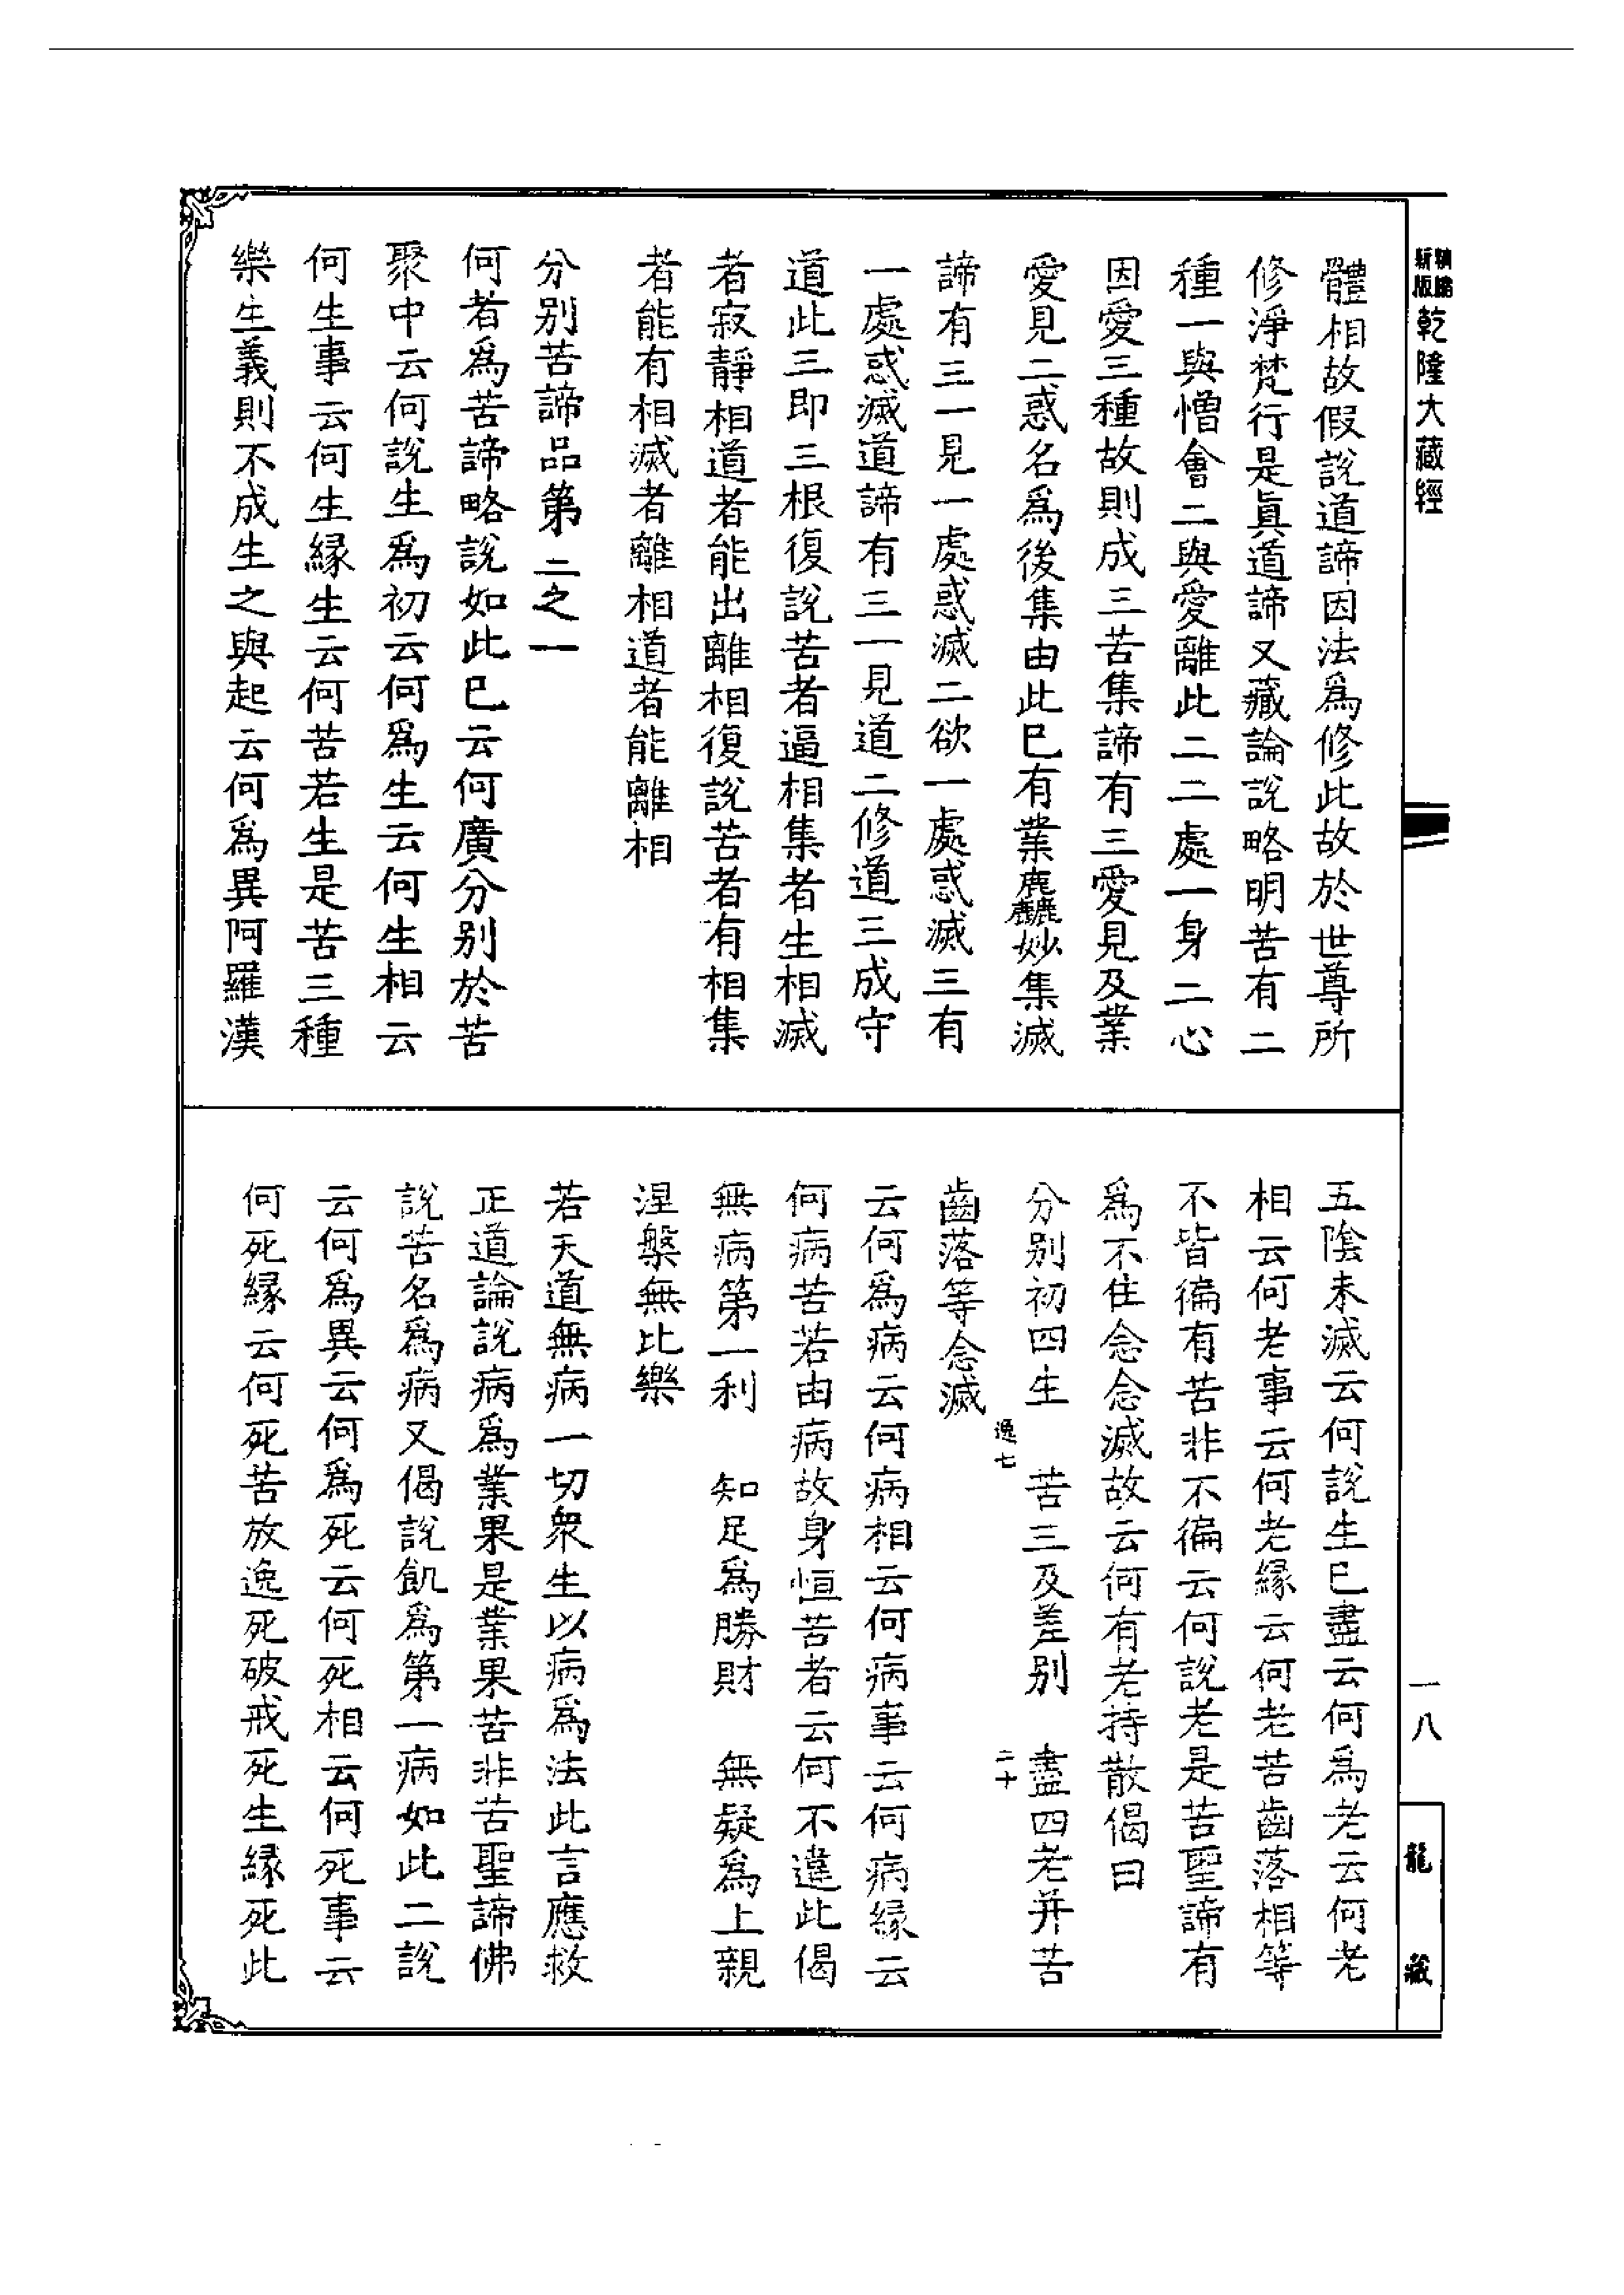 新版 乾隆大藏經
體相故假說道諦因法爲修此故於世尊所
修淨梵行是眞道諦又藏論說略明苦有二
種一與憎會二與愛離此二二處一身二心
因愛三種故則成三苦集諦有三愛見及業
愛見二惑名爲後集由此巳有業麁麤妙集滅
諦有三一見一處惑滅二欲一處惑滅三有
一處惑滅道諦有三一見道二修道三成守
道此三即三根復說苦者逼相集者生相滅
者寂靜相道者能出離相復說苦者有相集
者能有相滅者離相道者能離相
分别苦諦品第二之一
何者爲苦諦略說如此巳云何廣分别於苦
聚中云何說生爲初云何爲生云何生相云
何生事云何生緣生云何苦若生是苦三種
樂生義則不成生之與起云何爲異阿羅漢
五陰未滅云何說生巳盡云何爲老云何老
相云何老事云何老緣云何老苦齒落相等
不皆徧有苦非不徧云何說老是苦聖諦有
爲不住念念滅故云何有老持散偈曰
分别初四生 苦三及差别 盡四老并苦
逸七 二十
齒落等念滅
云何爲病云何病相云何病事云何病緣云
何病苦若由病故身恒苦者云何不違此偈
無病第一利 知足爲勝財 無疑爲上親
涅槃無比樂
若天道無病一切衆生以病爲法此言應救
正道論說病爲業果是業果苦非苦聖諦佛
說苦名爲病又偈說飢爲第一病如此二說
云何爲異云何爲死云何死相云何死事云
何死緣云何死苦放逸死破戒死生緣死此
一八
龍藏